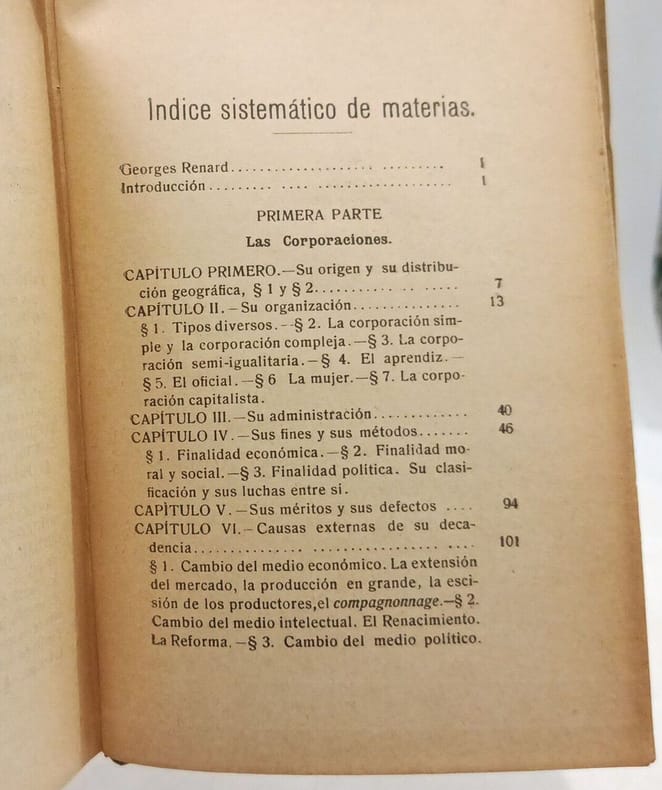 Indice sistemático de materias.
Georges Renard.................... ......... 1
Introducción......... .... ................... 1
PRIMERA PARTE
Las Corporaciones.
CAPÍTULO PRIMERO.—Su origen y su distribu-
ción geográfica, § 1 y § 2............ .. ..... 7
CAPÍTULO II.—Su organización............... 13
§ 1. Tipos diversos.—§ 2. La corporación sim-
ple y la corporación compleja.—§ 3. La corpo-
ración semi-igualitaria.—§ 4. El aprendiz.—
§ 5. El oficial.—§ 6 La mujer.—§ 7. La corpo-
ración capitalista.
CAPÍTULO III.—Su administración............. 40
CAPÍTULO IV.—Sus fines y sus métodos....... 46
§ 1. Finalidad económica.—§ 2. Finalidad mo-
ral y social.—§ 3. Finalidad política. Su clasi-
ficación y sus luchas entre si.
CAPÍTULO V.—Sus méritos y sus defectos .... 94
CAPÍTULO VI.—Causas externas de su deca-
dencia............. .................. .... 101
§ 1. Cambio del medio económico. La extensión
del mercado, la producción en grande, la esci-
sión de los productores,el compagnonnage.—§ 2.
Cambio del medio intelectual. El Renacimiento.
La Reforma.—§ 3. Cambio del medio político.